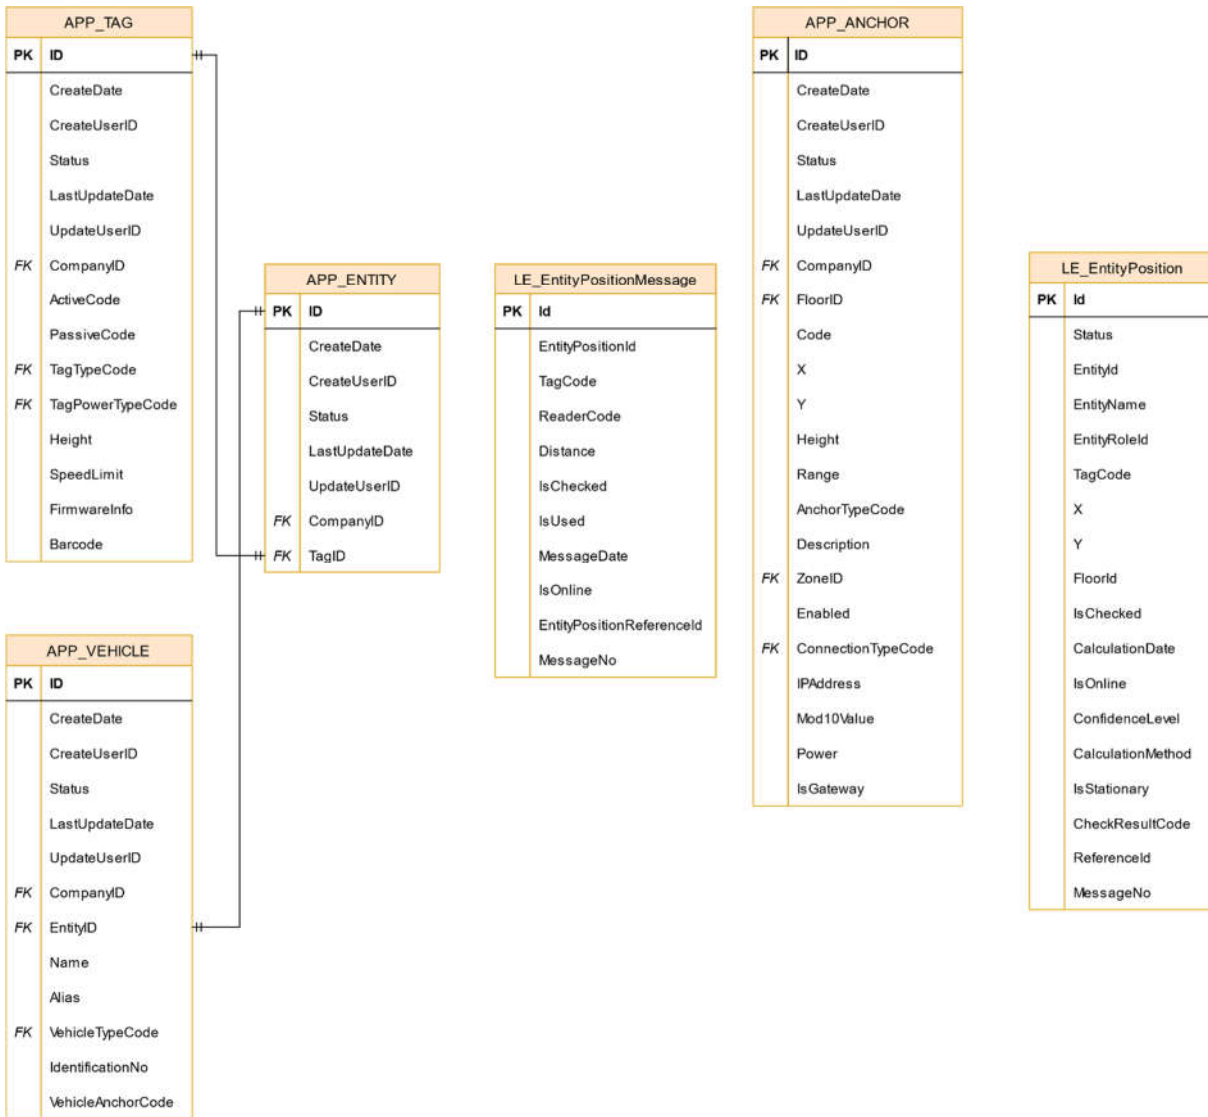 APP_TAG
PK ID
CreateDate
CreateUserID
Status
LastUpdateDate
UpdateUserID
FK CompanyID
ActiveCode
PassiveCode
FK TagTypeCode
FK TagPowerTypeCode
Height
SpeedLimit
FirmwareInfo
Barcode
APP_VEHICLE
PK ID
CreateDate
CreateUserID
Status
LastUpdateDate
UpdateUserID
FK CompanyID
FK EntityID
Name
Alias
FK VehicleTypeCode
IdentificationNo
VehicleAnchorCode
APP_ENTITY
PK ID
CreateDate
CreateUserID
Status
LastUpdateDate
UpdateUserID
FK CompanyID
FK TagID
LE_EntityPositionMessage
PK Id
EntityPositionId
TagCode
ReaderCode
Distance
IsChecked
IsUsed
MessageDate
IsOnline
EntityPositionReferenceId
MessageNo
APP_ANCHOR
PK ID
CreateDate
CreateUserID
Status
LastUpdateDate
UpdateUserID
FK CompanyID
FK FloorID
Code
X
Y
Height
Range
AnchorTypeCode
Description
FK ZoneID
Enabled
FK ConnectionTypeCode
IPAddress
Mod10Value
Power
IsGateway
LE_EntityPosition
PK Id
Status
EntityId
EntityName
EntityRoleId
TagCode
X
Y
FloorId
IsChecked
CalculationDate
IsOnline
ConfidenceLevel
CalculationMethod
IsStationary
CheckResultCode
ReferenceId
MessageNo